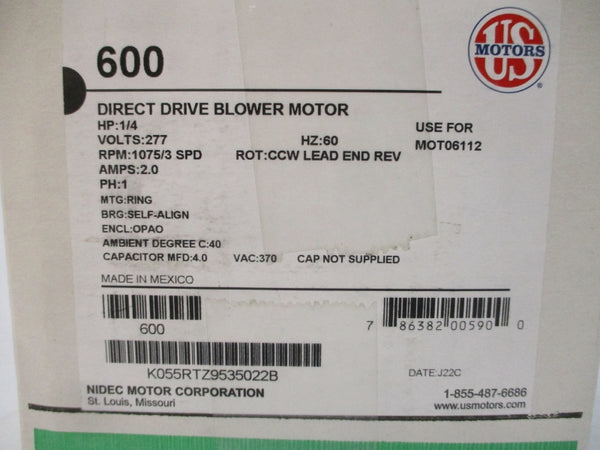 600
US
MOTORS
®
DIRECT DRIVE BLOWER MOTOR
HP:1/4
VOLTS:277 HZ:60 USE FOR
RPM:1075/3 SPD ROT:CCW LEAD END REV MOT06112
AMPS:2.0
PH:1
MTG:RING
BRG:SELF-ALIGN
ENCL:OPAO
AMBIENT DEGREE C:40
CAPACITOR MFD:4.0 VAC:370 CAP NOT SUPPLIED
MADE IN MEXICO
600
7 86382 00590 0
K055RTZ9535022B DATE:J22C
NIDEC MOTOR CORPORATION 1-855-487-6686
St. Louis, Missouri www.usmotors.com